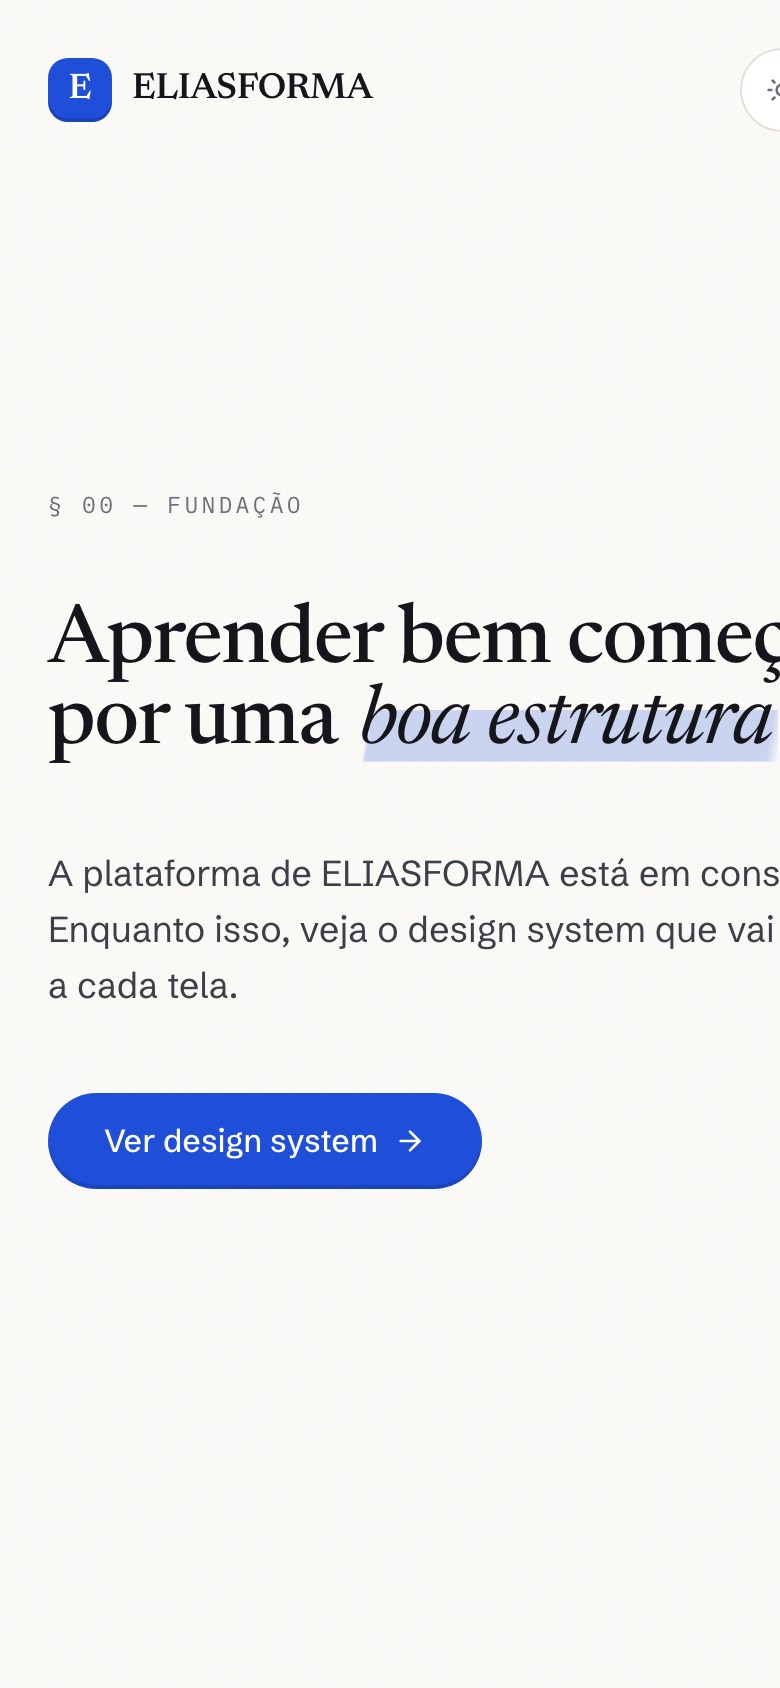 E ELIASFORMA
§ 00 — FUNDAÇÃO
Aprender bem começ
por uma boa estrutura
A plataforma de ELIASFORMA está em cons
Enquanto isso, veja o design system que vai
a cada tela.
Ver design system →